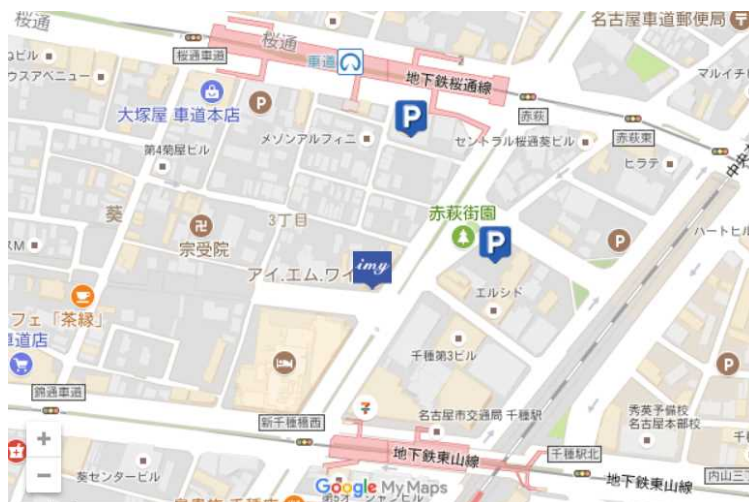 名古屋車道郵便局
桜通
桜通車道
ねビル
ウスアベニュー
車道
地下鉄桜通線
マルイチビ
大塚屋 車道本店
P
P
赤萩
赤萩東
メゾンアルフィニ
セントラル桜通葵ビル
第4菊屋ビル
ヒラテ
葵
3丁目
赤萩街園
宗受院
P
P
ハートヒル
アイ.エム.ワイ
imy
エルシド
フェ「茶縁」
車道店
千種第3ビル
P
錦通車道
新千種橋西
7
名古屋市交通局 千種駅
秀英予備校
名古屋本部校
+
−
地下鉄東山線
千種駅北
葵センタービル
地下鉄東山線
内山三
Google My Maps